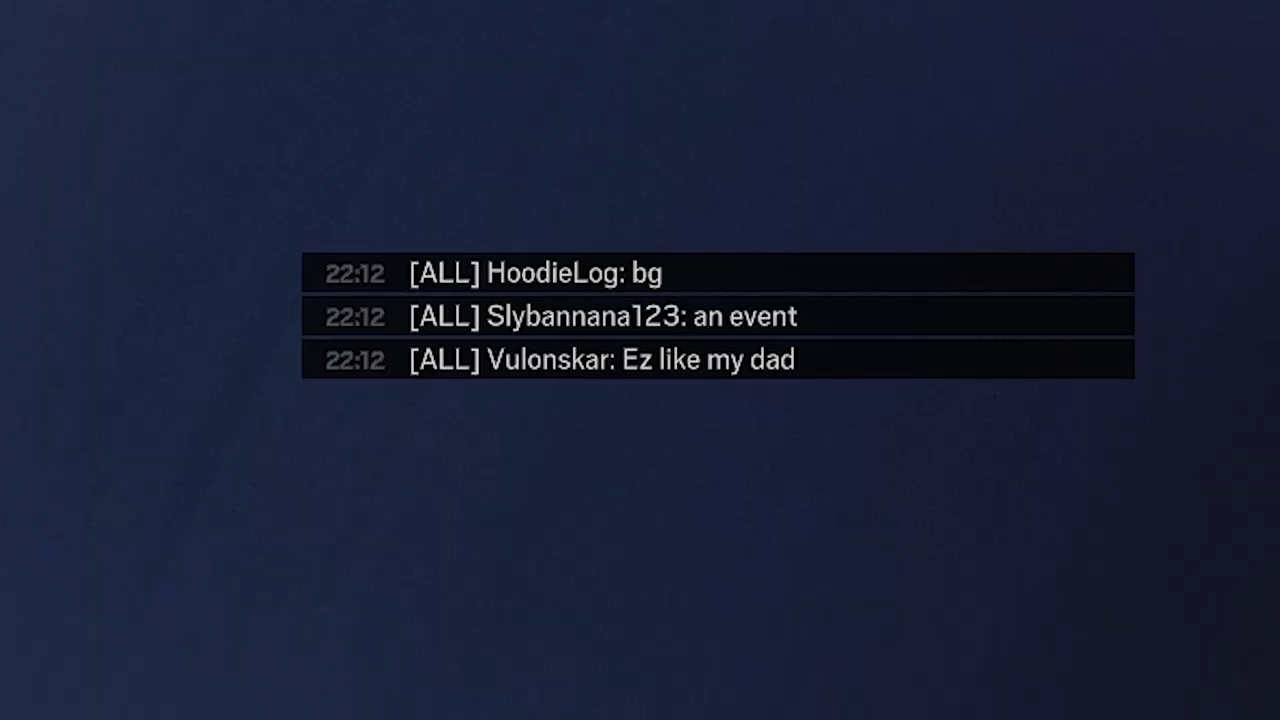 22:12 [ALL] HoodieLog: bg
22:12 [ALL] Slybannana123: an event
22:12 [ALL] Vulonskar: Ez like my dad